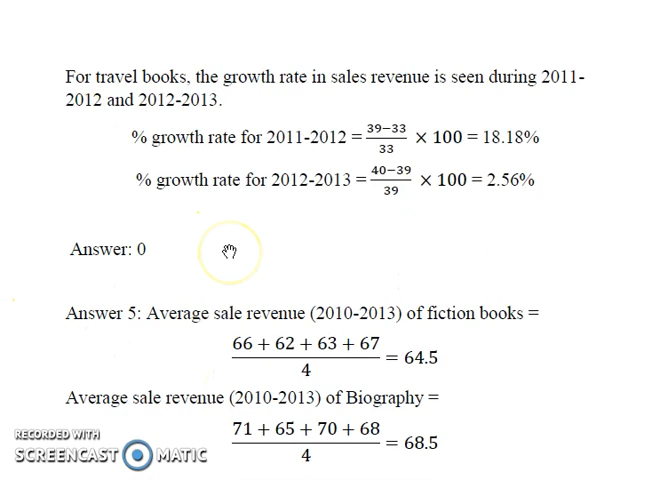 For travel books, the growth rate in sales revenue is seen during 2011-
2012 and 2012-2013.
% growth rate for 2011-2012 = (39−33)/33 × 100 = 18.18%
% growth rate for 2012-2013 = (40−39)/39 × 100 = 2.56%
Answer: 0
Answer 5: Average sale revenue (2010-2013) of fiction books =
(66 + 62 + 63 + 67)/4 = 64.5
Average sale revenue (2010-2013) of Biography =
(71 + 65 + 70 + 68)/4 = 68.5
RECORDED WITH
SCREENCAST MATIC